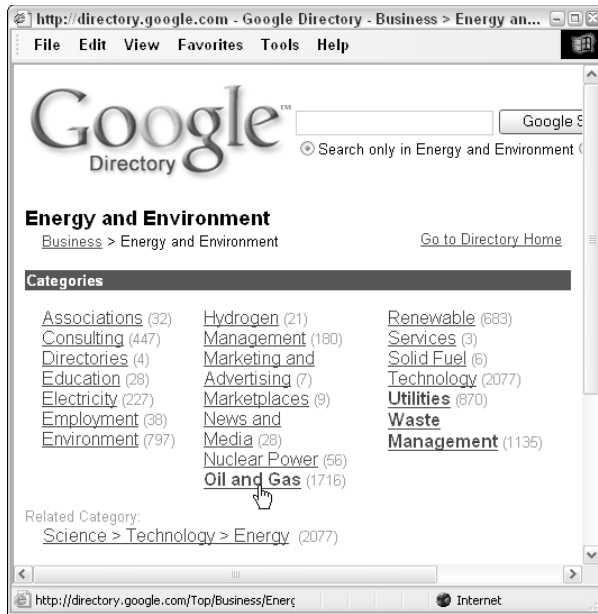 http://directory.google.com - Google Directory - Business > Energy an...
File Edit View Favorites Tools Help
Google™
Directory
Google S
Search only in Energy and Environment
Energy and Environment
Business > Energy and Environment
Go to Directory Home
Categories
Associations (32)
Consulting (447)
Directories (4)
Education (28)
Electricity (227)
Employment (38)
Environment (797)
Hydrogen (21)
Management (180)
Marketing and
Advertising (7)
Marketplaces (9)
News and
Media (28)
Nuclear Power (56)
Oil and Gas (1716)
Renewable (683)
Services (3)
Solid Fuel (6)
Technology (2077)
Utilities (870)
Waste
Management (1135)
Related Category:
Science > Technology > Energy (2077)
http://directory.google.com/Top/Business/Energ
Internet